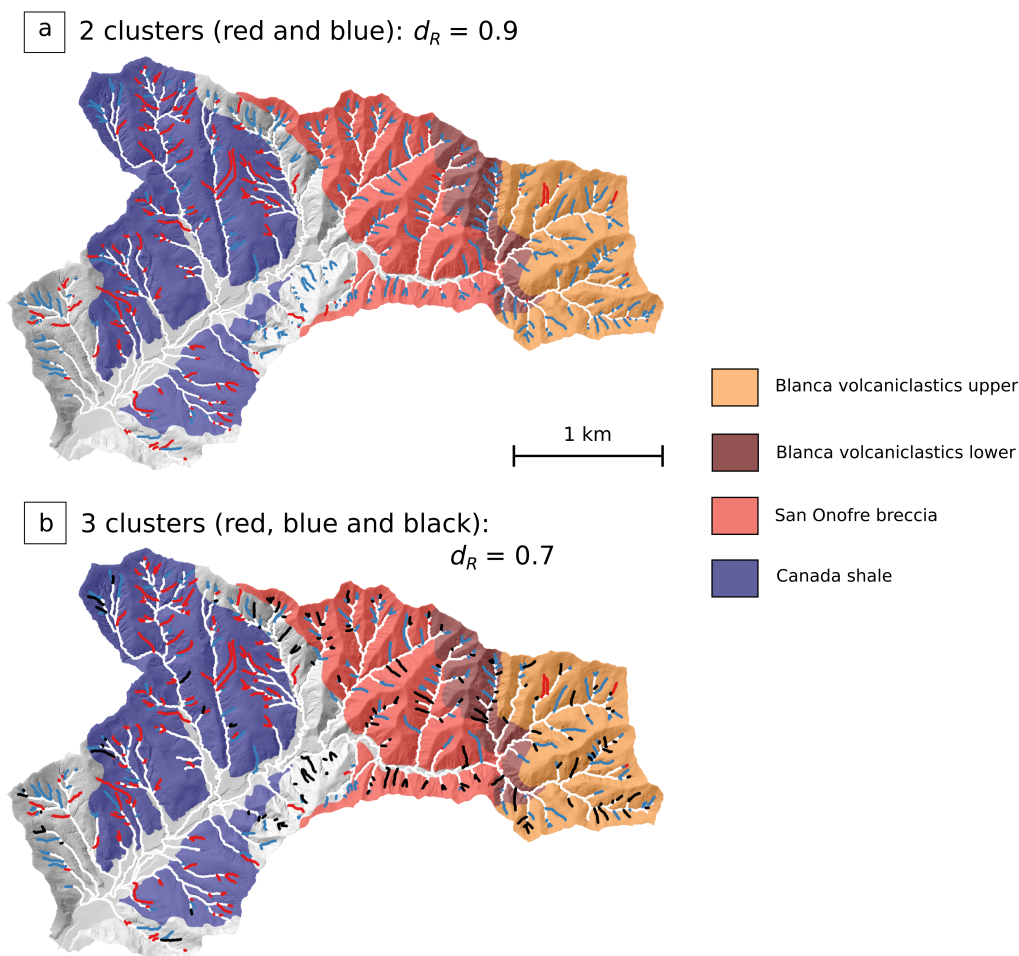 a 2 clusters (red and blue): dR = 0.9
1 km
Blanca volcaniclastics upper
Blanca volcaniclastics lower
San Onofre breccia
Canada shale
b 3 clusters (red, blue and black):
dR = 0.7